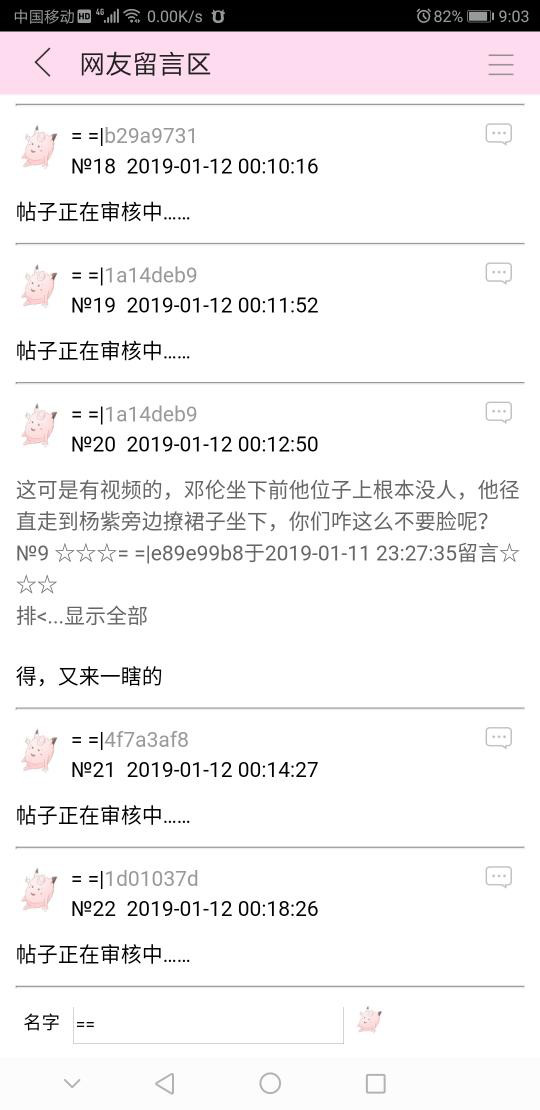 中国移动 HD 4G 0.00K/s 82% 9:03
网友留言区
= =|b29a9731
№18 2019-01-12 00:10:16
帖子正在审核中……
= =|1a14deb9
№19 2019-01-12 00:11:52
帖子正在审核中……
= =|1a14deb9
№20 2019-01-12 00:12:50
这可是有视频的，邓伦坐下前他位子上根本没人，他径
直走到杨紫旁边撩裙子坐下，你们咋这么不要脸呢？
№9 ☆☆☆= =|e89e99b8于2019-01-11 23:27:35留言☆
☆☆
排<...显示全部
得，又来一瞎的
= =|4f7a3af8
№21 2019-01-12 00:14:27
帖子正在审核中……
= =|1d01037d
№22 2019-01-12 00:18:26
帖子正在审核中……
名字 ==